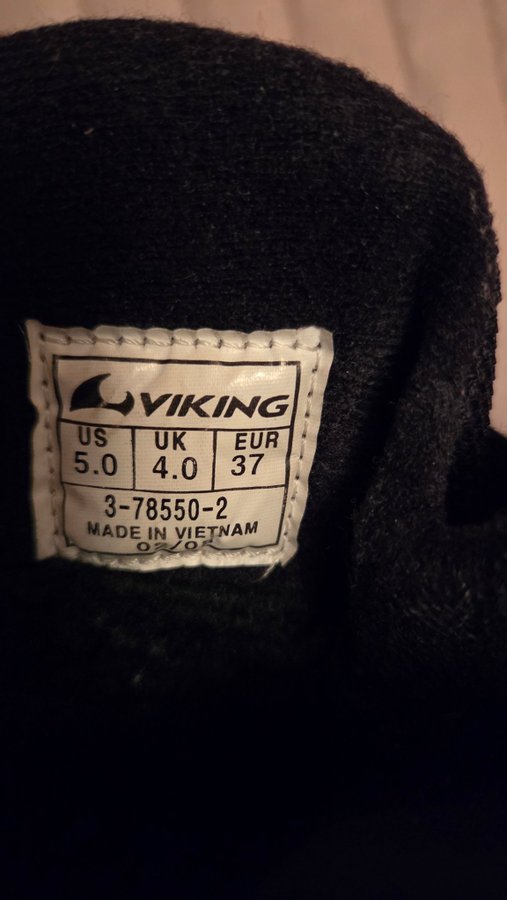 VIKING
US UK EUR
5.0 4.0 37
3-78550-2
MADE IN VIETNAM